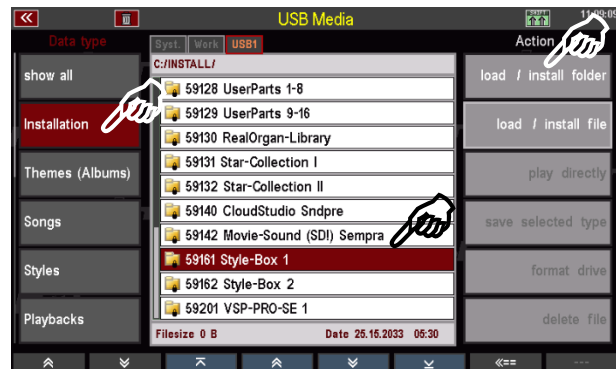 USB Media
11:09:09
Data type
Syst. Work USB1
Action
C:/INSTALL/
show all
Installation
Themes (Albums)
Songs
Styles
Playbacks
59128 UserParts 1-8
59129 UserParts 9-16
59130 RealOrgan-Library
59131 Star-Collection I
59132 Star-Collection II
59140 CloudStudio Sndpre
59142 Movie-Sound (SDI) Sempra
59161 Style-Box 1
59162 Style-Box 2
59201 VSP-PRO-SE 1
Filesize 0 B Date 25.15.2033 05:30
load / install folder
load / install file
play directly
save selected type
format drive
delete file
«== ---